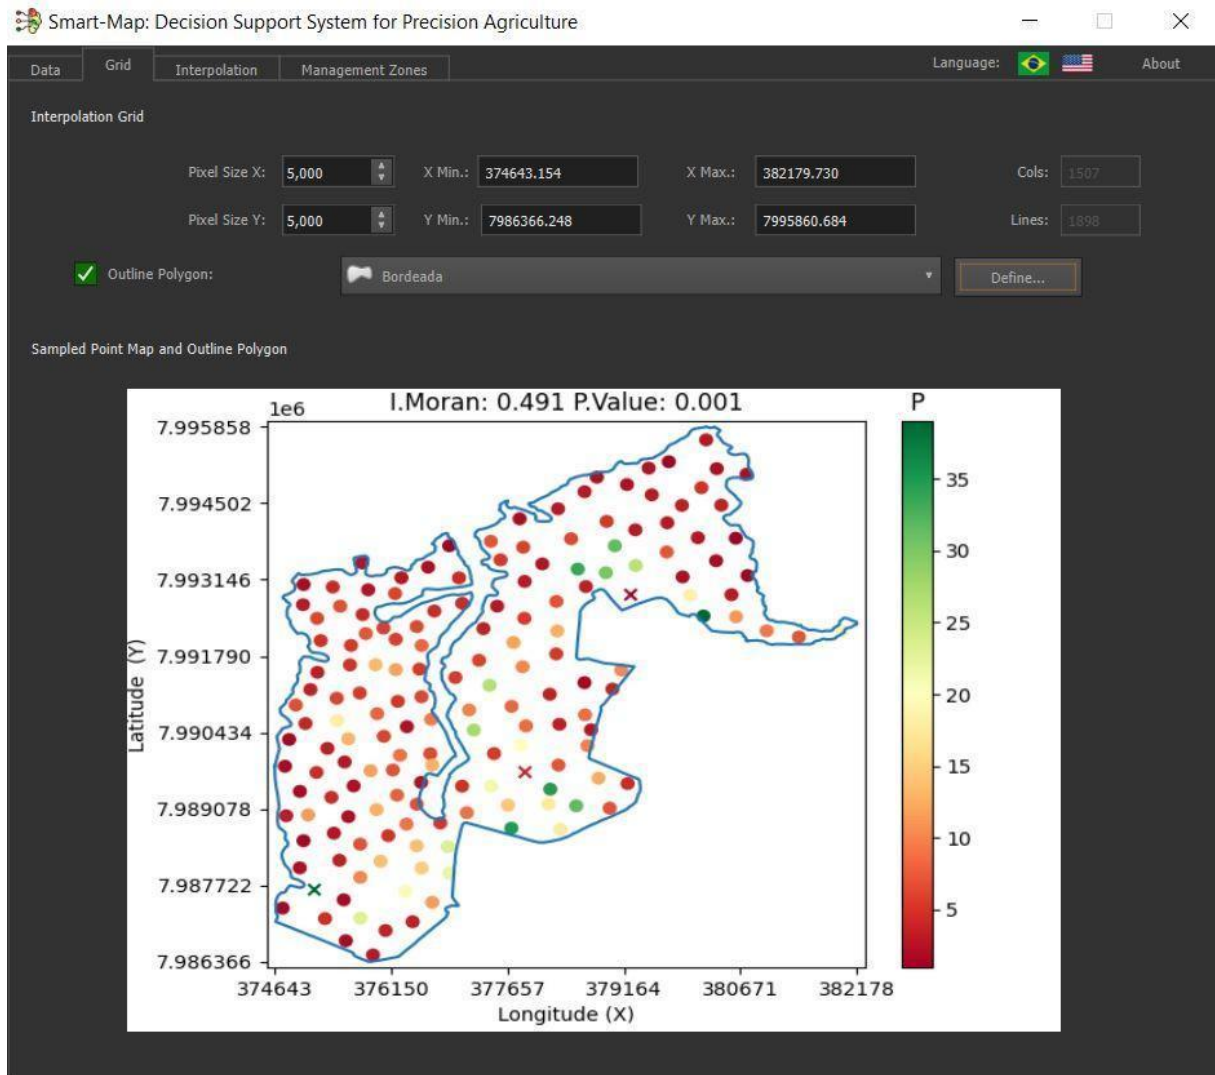 Smart-Map: Decision Support System for Precision Agriculture
Data Grid Interpolation Management Zones Language: About
Interpolation Grid
Pixel Size X: 5,000 X Min.: 374643.154 X Max.: 382179.730 Cols: 1507
Pixel Size Y: 5,000 Y Min.: 7986366.248 Y Max.: 7995860.684 Lines: 1898
Outline Polygon: Bordeada Define...
Sampled Point Map and Outline Polygon
1e6 I.Moran: 0.491 P.Value: 0.001 P
7.995858
7.994502
7.993146
7.991790
7.990434
7.989078
7.987722
7.986366
Latitude (Y)
35
30
25
20
15
10
5
374643 376150 377657 379164 380671 382178
Longitude (X)